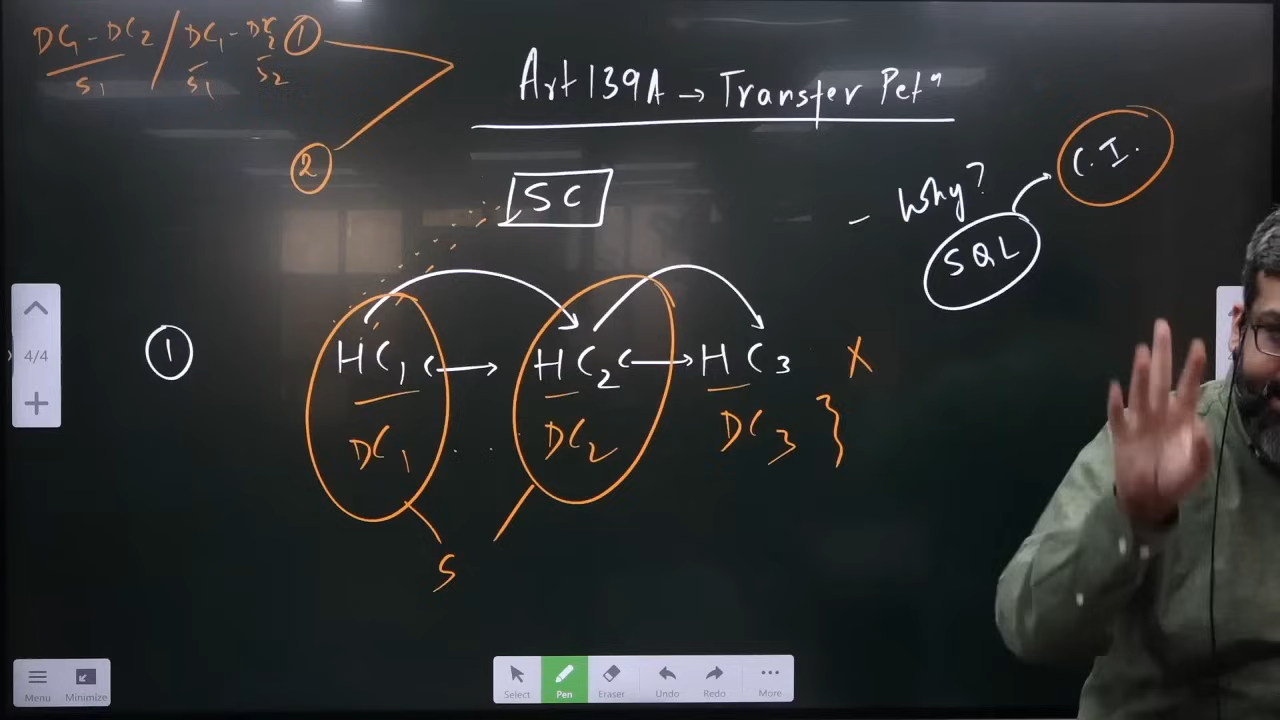 DC1 - DC2 / DC1 - DC2 ①
S1 S1 S2
②
Art 139A → Transfer Petⁿ
SC
- Why?
SQL
C.I.
①
HC1 C → HC2 C → HC3 X
DC1 .. DC2 DC3 }
S
4/4
Menu Minimize
Select Pen Eraser Undo Redo More